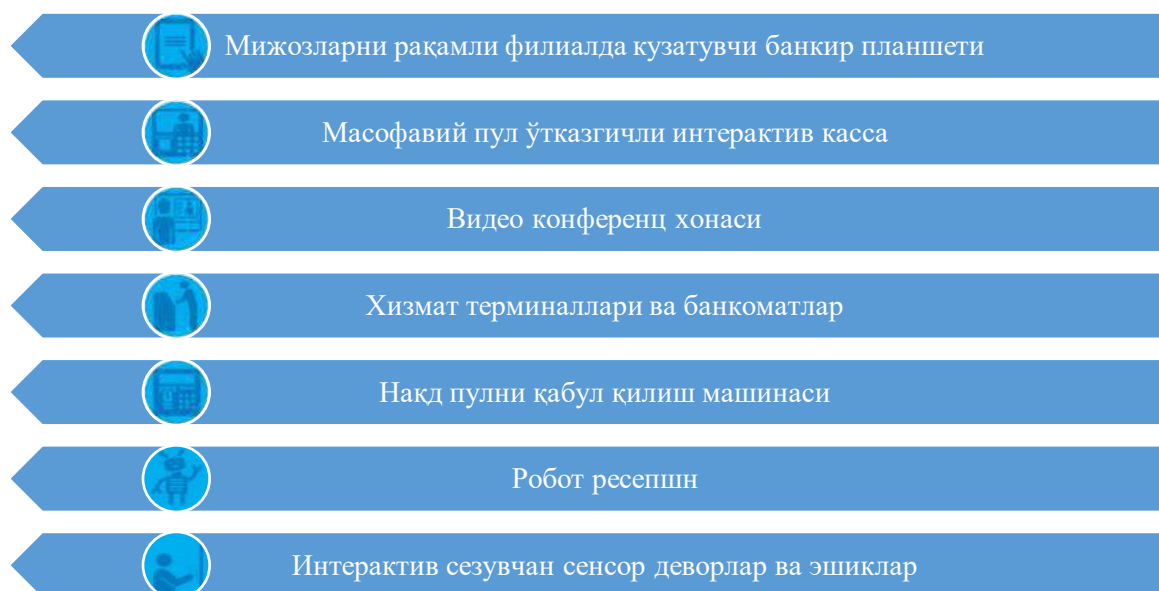 Мижозларни рақамли филиалда кузатувчи банкир планшети
Масофавий пул ўтказгичли интерактив касса
Видео конференц хонаси
Хизмат терминаллари ва банкоматлар
Нақд пулни қабул қилиш машинаси
Робот ресепшн
Интерактив сезувчан сенсор деворлар ва эшиклар